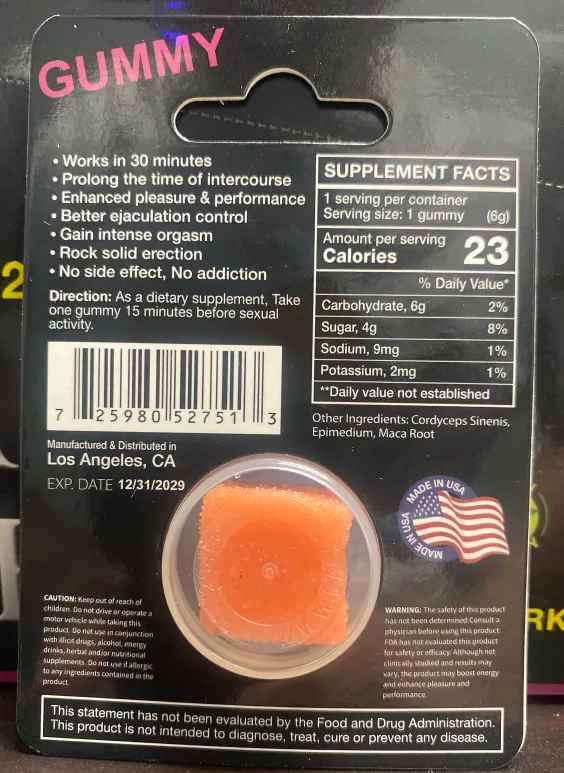 GUMMY
• Works in 30 minutes
• Prolong the time of intercourse
• Enhanced pleasure & performance
• Better ejaculation control
• Gain intense orgasm
• Rock solid erection
• No side effect, No addiction
Direction: As a dietary supplement, Take
one gummy 15 minutes before sexual
activity.
7 25980 52751 3
Manufactured & Distributed in
Los Angeles, CA
EXP. DATE 12/31/2029
SUPPLEMENT FACTS
1 serving per container
Serving size: 1 gummy (6g)
Amount per serving
Calories 23
% Daily Value*
Carbohydrate, 6g 2%
Sugar, 4g 8%
Sodium, 9mg 1%
Potassium, 2mg 1%
**Daily value not established
Other Ingredients: Cordyceps Sinenis,
Epimedium, Maca Root
MADE IN USA
MADE IN USA
CAUTION: Keep out of reach of
children. Do not drive or operate a
motor vehicle while taking this
product. Do not use in conjunction
with illict drugs, alcohol, energy
drinks, herbal and/or nutritional
supplements. Do not use if allergic
to any ingredients contained in the
product.
WARNING: The safety of this product
has not been determined.Consult a
physician before using this product.
FDA has not evaluated this product
for safety or efficacy. Although not
clinically studied and results may
vary, the product may boost energy
and enhance pleasure and
performance.
This statement has not been evaluated by the Food and Drug Administration.
This product is not intended to diagnose, treat, cure or prevent any disease.
2
RK